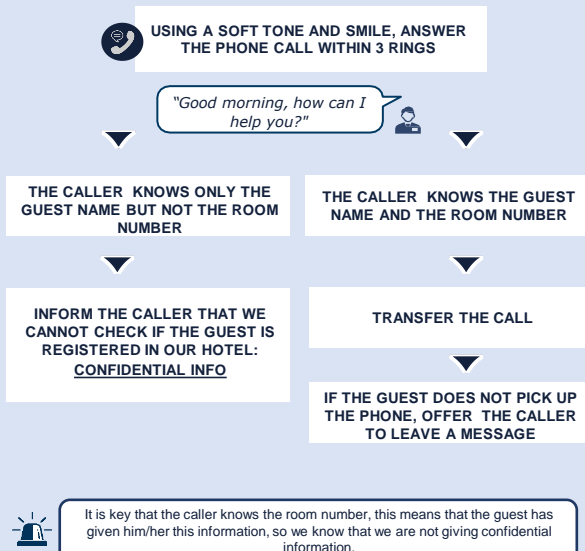 USING A SOFT TONE AND SMILE, ANSWER
THE PHONE CALL WITHIN 3 RINGS
“Good morning, how can I
help you?"
THE CALLER KNOWS ONLY THE
GUEST NAME BUT NOT THE ROOM
NUMBER
INFORM THE CALLER THAT WE
CANNOT CHECK IF THE GUEST IS
REGISTERED IN OUR HOTEL:
CONFIDENTIAL INFO
THE CALLER KNOWS THE GUEST
NAME AND THE ROOM NUMBER
TRANSFER THE CALL
IF THE GUEST DOES NOT PICK UP
THE PHONE, OFFER THE CALLER
TO LEAVE A MESSAGE
It is key that the caller knows the room number, this means that the guest has
given him/her this information, so we know that we are not giving confidential
information.